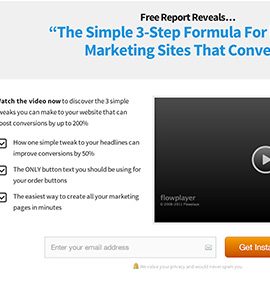 Free Report Reveals...
"The Simple 3-Step Formula For
Marketing Sites That Conve
Watch the video now to discover the 3 simple
tweaks you can make to your website that can
boost conversions by up to 200%
How one simple tweak to your headlines can
improve conversions by 50%
The ONLY button text you should be using for
your order buttons
The easiest way to create all your marketing
pages in minutes
flowplayer
© 2008-2011 Flowplayer
Enter your email address
Get Insta
We value your privacy and would never spam you